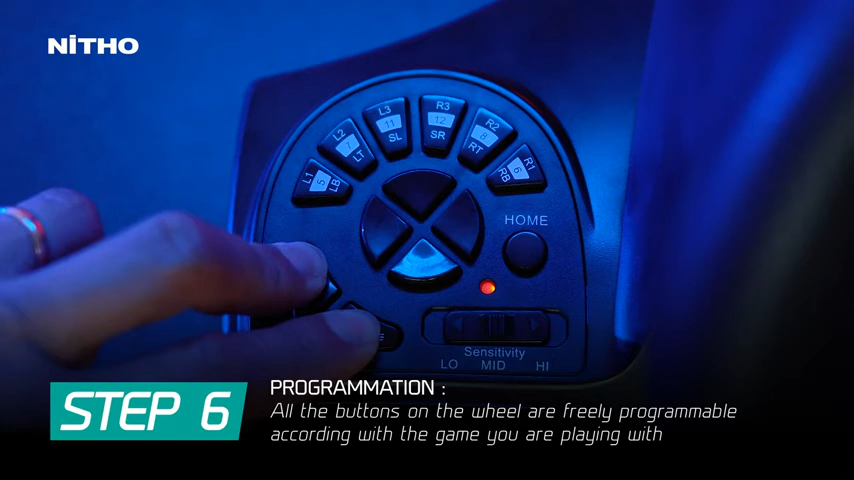 NiTHO
L3
11
SL
R3
12
SR
L2
7
LT
R2
8
RT
L1
5
LB
R1
6
RB
HOME
Sensitivity
LO MID HI
STEP 6
PROGRAMMATION :
All the buttons on the wheel are freely programmable
according with the game you are playing with